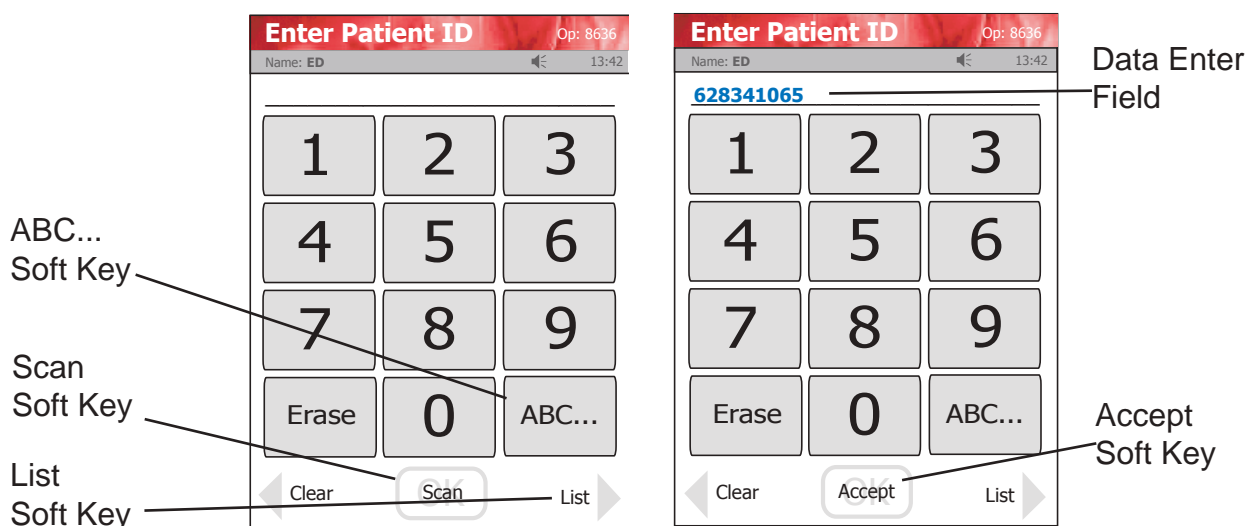 Enter Patient ID Op: 8636
Name: ED 13:42
1 2 3
4 5 6
7 8 9
Erase 0 ABC...
Clear OK Scan List
ABC...
Soft Key
Scan
Soft Key
List
Soft Key
Enter Patient ID Op: 8636
Name: ED 13:42
628341065
1 2 3
4 5 6
7 8 9
Erase 0 ABC...
Clear OK Accept List
Data Enter
Field
Accept
Soft Key